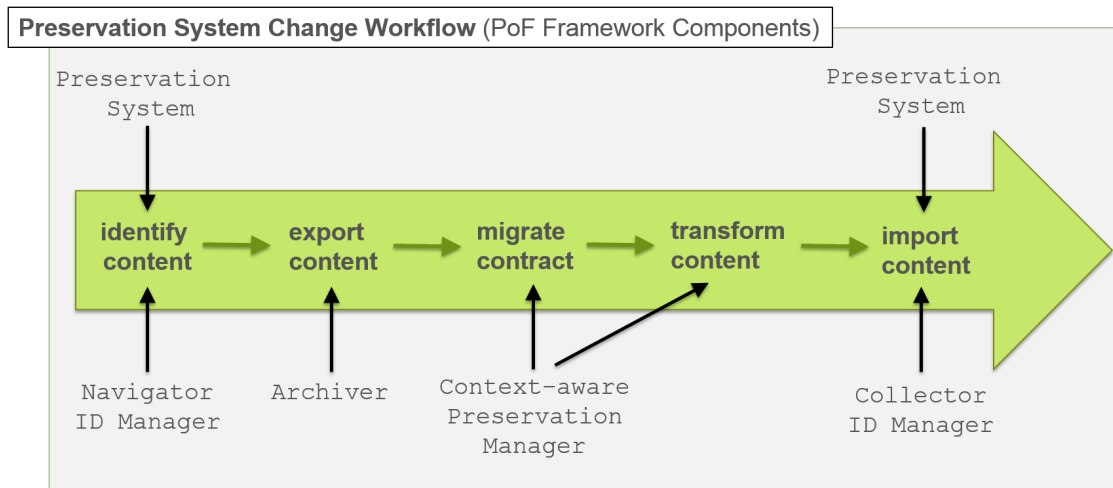 Preservation System Change Workflow (PoF Framework Components)
Preservation
System
Preservation
System
identify
content
export
content
migrate
contract
transform
content
import
content
Navigator
ID Manager
Archiver
Context-aware
Preservation
Manager
Collector
ID Manager